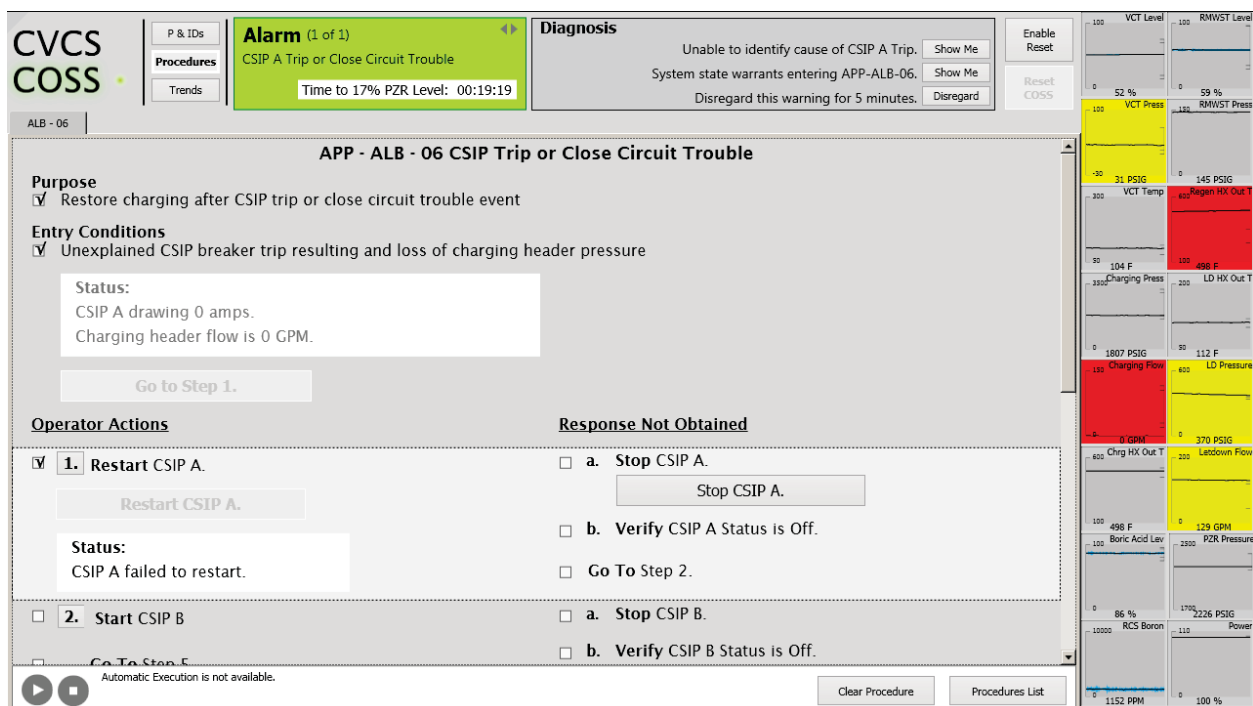 CVCS
COSS
P & IDs
Procedures
Trends
Alarm (1 of 1)
CSIP A Trip or Close Circuit Trouble
Time to 17% PZR Level: 00:19:19
Diagnosis
Unable to identify cause of CSIP A Trip. Show Me
System state warrants entering APP-ALB-06. Show Me
Disregard this warning for 5 minutes. Disregard
Enable
Reset
Reset
COSS
ALB - 06
APP - ALB - 06 CSIP Trip or Close Circuit Trouble
Purpose
Restore charging after CSIP trip or close circuit trouble event
Entry Conditions
Unexplained CSIP breaker trip resulting and loss of charging header pressure
Status:
CSIP A drawing 0 amps.
Charging header flow is 0 GPM.
Go to Step 1.
Operator Actions
Response Not Obtained
1. Restart CSIP A.
Restart CSIP A.
Status:
CSIP A failed to restart.
a. Stop CSIP A.
Stop CSIP A.
b. Verify CSIP A Status is Off.
Go To Step 2.
2. Start CSIP B
Go To Step 5
a. Stop CSIP B.
b. Verify CSIP B Status is Off.
Automatic Execution is not available.
Clear Procedure
Procedures List
100 VCT Level
0
52 %
100 RMWST Level
0
59 %
100 VCT Press
-30
31 PSIG
150 RMWST Press
0
145 PSIG
300 VCT Temp
50
104 F
600 Regen HX Out T
100
498 F
3500 Charging Press
0
1807 PSIG
200 LD HX Out T
50
112 F
150 Charging Flow
0
0 GPM
600 LD Pressure
0
370 PSIG
600 Chrg HX Out T
100
498 F
200 Letdown Flow
0
129 GPM
100 Boric Acid Lev
0
86 %
2500 PZR Pressure
1700
2226 PSIG
10000 RCS Boron
1152 PPM
110 Power
0
100 %